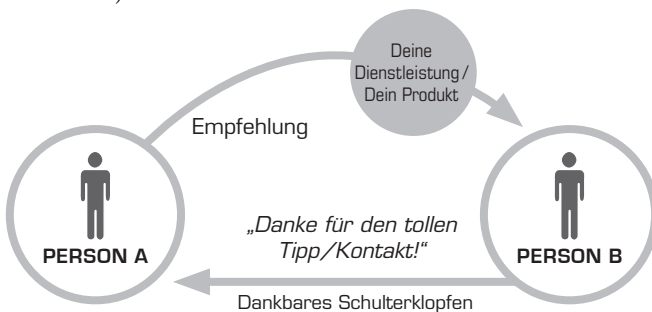 Deine
Dienstleistung/
Dein Produkt
Empfehlung
„Danke für den tollen
Tipp/Kontakt!“
PERSON A
PERSON B
Dankbares Schulterklopfen